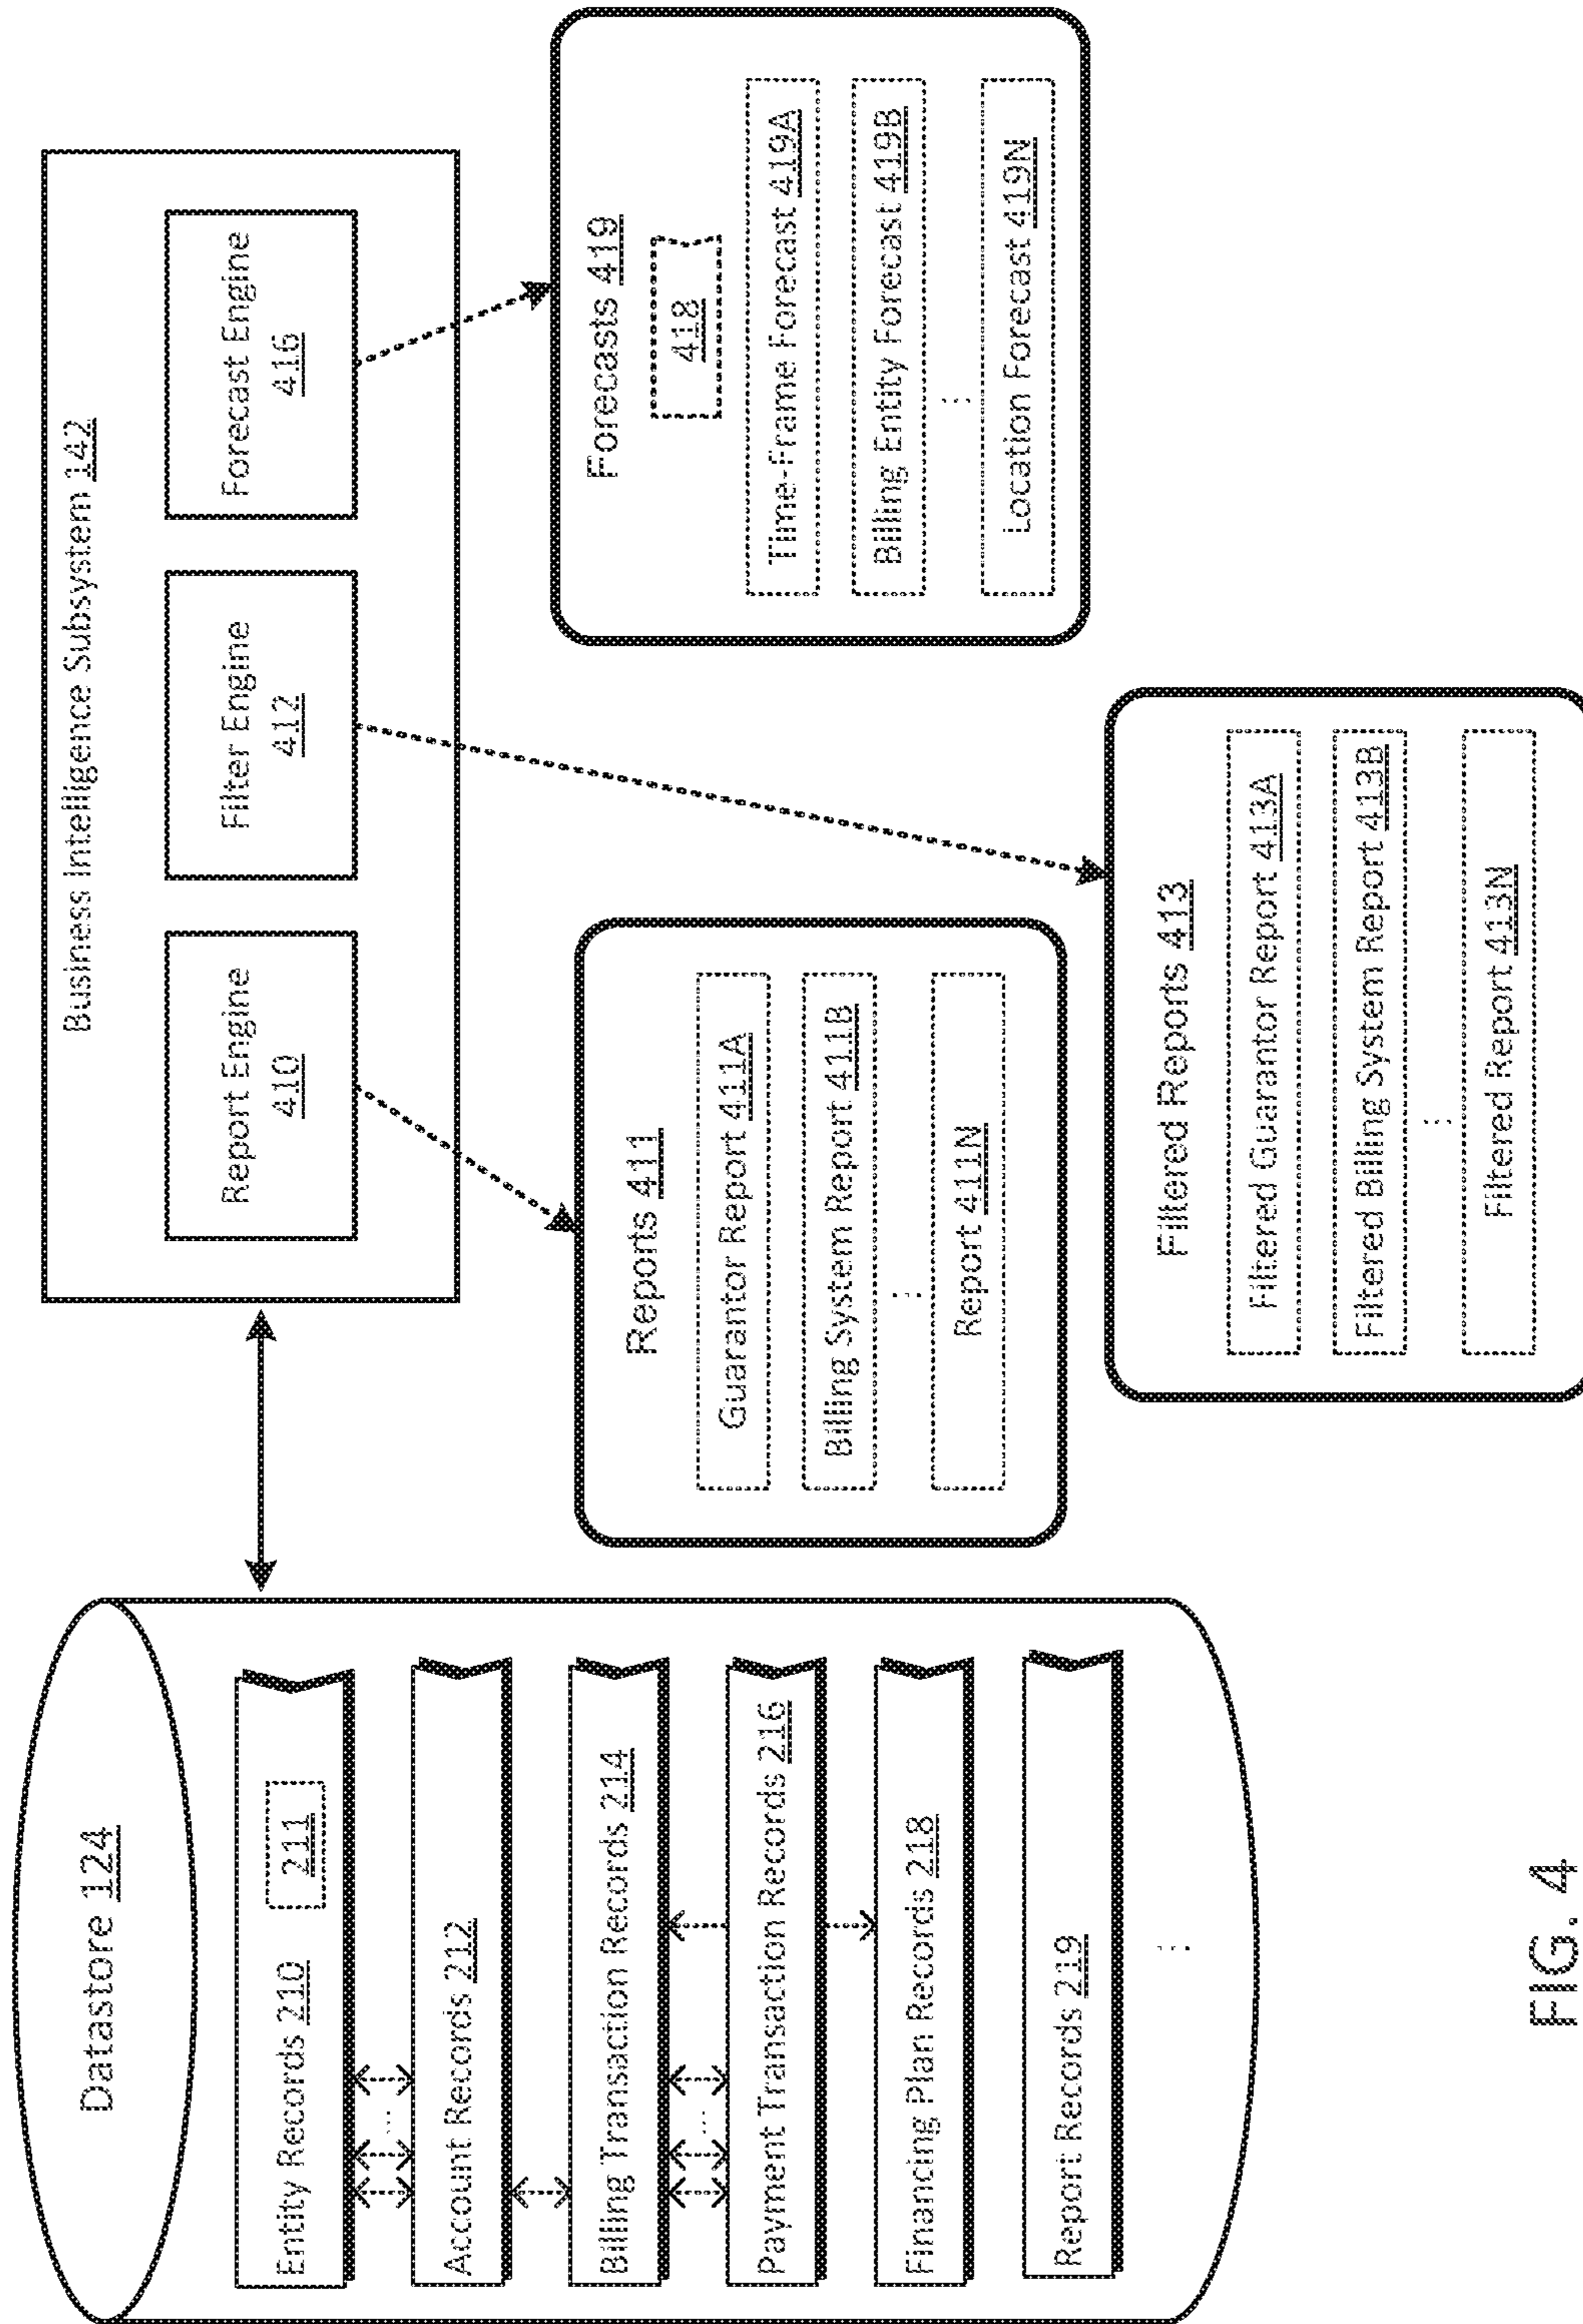 Datastore 124
Entity Records 210
211
Account Records 212
...
Billing Transaction Records 214
Payment Transaction Records 216
...
Financing Plan Records 218
Report Records 219
...
Business Intelligence Subsystem 142
Report Engine
410
Filter Engine
412
Forecast Engine
416
Reports 411
Guarantor Report 411A
Billing System Report 411B
...
Report 411N
Filtered Reports 413
Filtered Guarantor Report 413A
Filtered Billing System Report 413B
...
Filtered Report 413N
Forecasts 419
418
Time-Frame Forecast 419A
Billing Entity Forecast 419B
...
Location Forecast 419N
FIG. 4